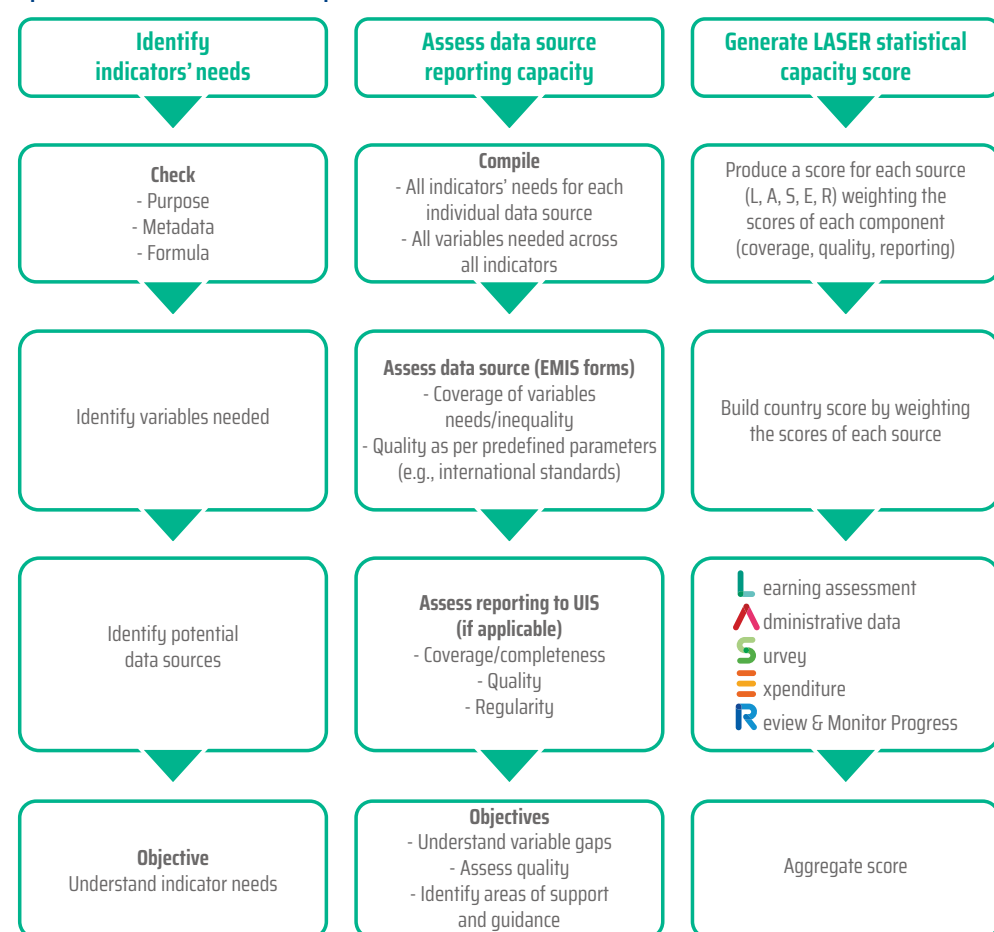 Identify
indicators' needs
Check
- Purpose
- Metadata
- Formula
Identify variables needed
Identify potential
data sources
Objective
Understand indicator needs
Assess data source
reporting capacity
Compile
- All indicators' needs for each
individual data source
- All variables needed across
all indicators
Assess data source (EMIS forms)
- Coverage of variables
needs/inequality
- Quality as per predefined parameters
(e.g., international standards)
Assess reporting to UIS
(if applicable)
- Coverage/completeness
- Quality
- Regularity
Objectives
- Understand variable gaps
- Assess quality
- Identify areas of support
and guidance
Generate LASER statistical
capacity score
Produce a score for each source
(L, A, S, E, R) weighting the
scores of each component
(coverage, quality, reporting)
Build country score by weighting
the scores of each source
Learning assessment
Administrative data
Survey
Expenditure
Review & Monitor Progress
Aggregate score